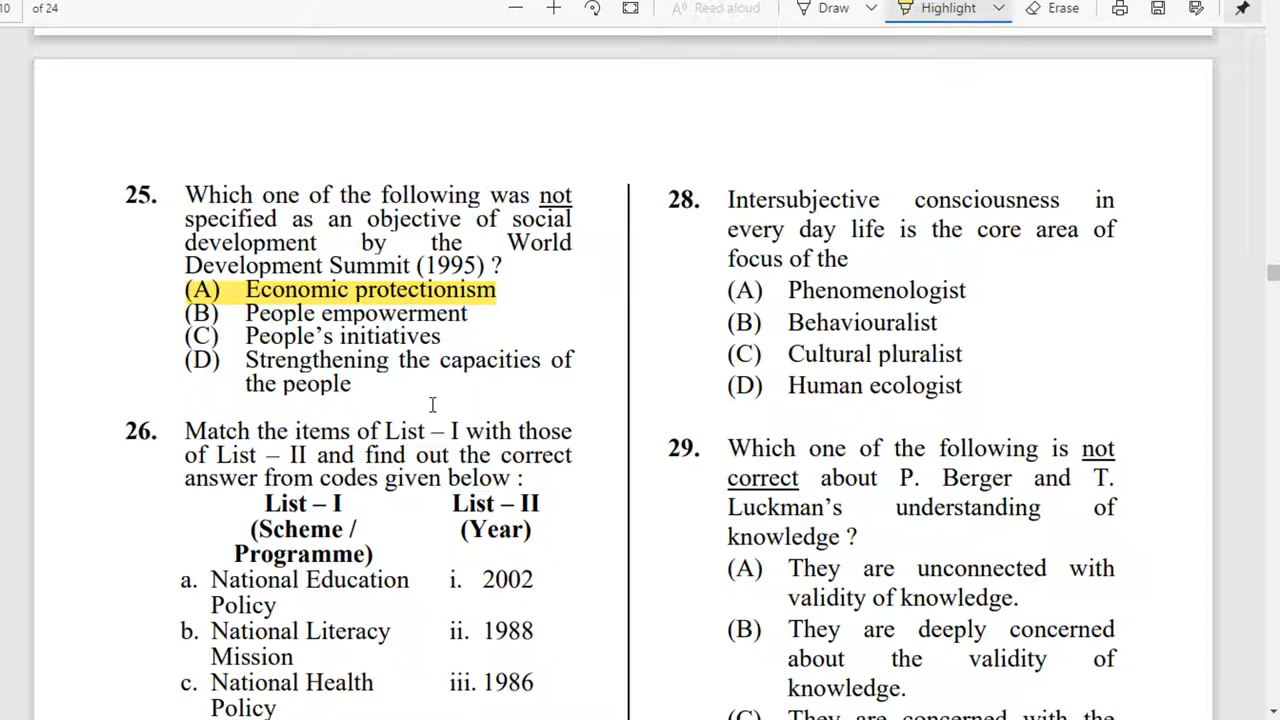 10 of 24
Read aloud
Draw
Highlight
Erase
25. Which one of the following was not
specified as an objective of social
development by the World
Development Summit (1995) ?
(A) Economic protectionism
(B) People empowerment
(C) People’s initiatives
(D) Strengthening the capacities of
the people
26. Match the items of List – I with those
of List – II and find out the correct
answer from codes given below :
List – I List – II
(Scheme / (Year)
Programme)
a. National Education i. 2002
Policy
b. National Literacy ii. 1988
Mission
c. National Health iii. 1986
Policy
28. Intersubjective consciousness in
every day life is the core area of
focus of the
(A) Phenomenologist
(B) Behaviouralist
(C) Cultural pluralist
(D) Human ecologist
29. Which one of the following is not
correct about P. Berger and T.
Luckman’s understanding of
knowledge ?
(A) They are unconnected with
validity of knowledge.
(B) They are deeply concerned
about the validity of
knowledge.
(C) They are concerned with the